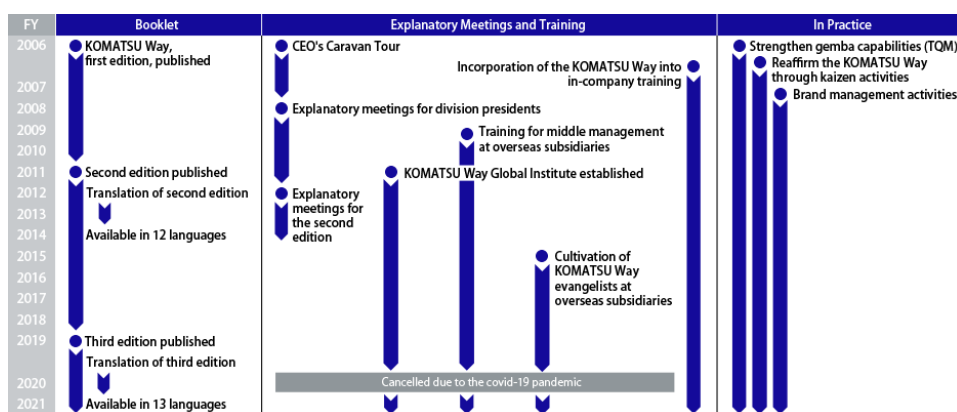 FY
Booklet
Explanatory Meetings and Training
In Practice
2006
2007
2008
2009
2010
2011
2012
2013
2014
2015
2016
2017
2018
2019
2020
2021
KOMATSU Way,
first edition, published
Second edition published
Translation of second edition
Available in 12 languages
Third edition published
Translation of third edition
Available in 13 languages
CEO's Caravan Tour
Incorporation of the KOMATSU Way into
in-company training
Explanatory meetings for division presidents
Training for middle management
at overseas subsidiaries
KOMATSU Way Global Institute established
Explanatory
meetings for
the second
edition
Cultivation of
KOMATSU Way
evangelists at
overseas subsidiaries
Cancelled due to the covid-19 pandemic
Strengthen gemba capabilities (TQM)
Reaffirm the KOMATSU Way
through kaizen activities
Brand management activities